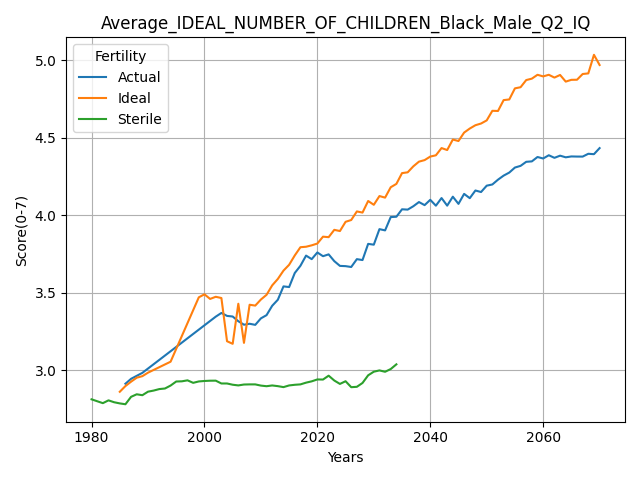 Average_IDEAL_NUMBER_OF_CHILDREN_Black_Male_Q2_IQ
Fertility
Actual
Ideal
Sterile
Score(0-7)
5.0
4.5
4.0
3.5
3.0
1980 2000 2020 2040 2060
Years